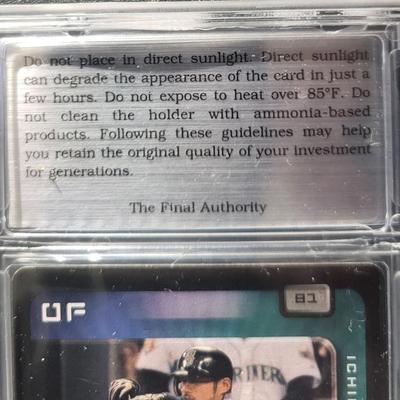 Do not place in direct sunlight. Direct sunlight
can degrade the appearance of the card in just a
few hours. Do not expose to heat over 85°F. Do
not clean the holder with ammonia-based
products. Following these guidelines may help
you retain the original quality of your investment
for generations.
The Final Authority
CF
81
ICHI
RINER